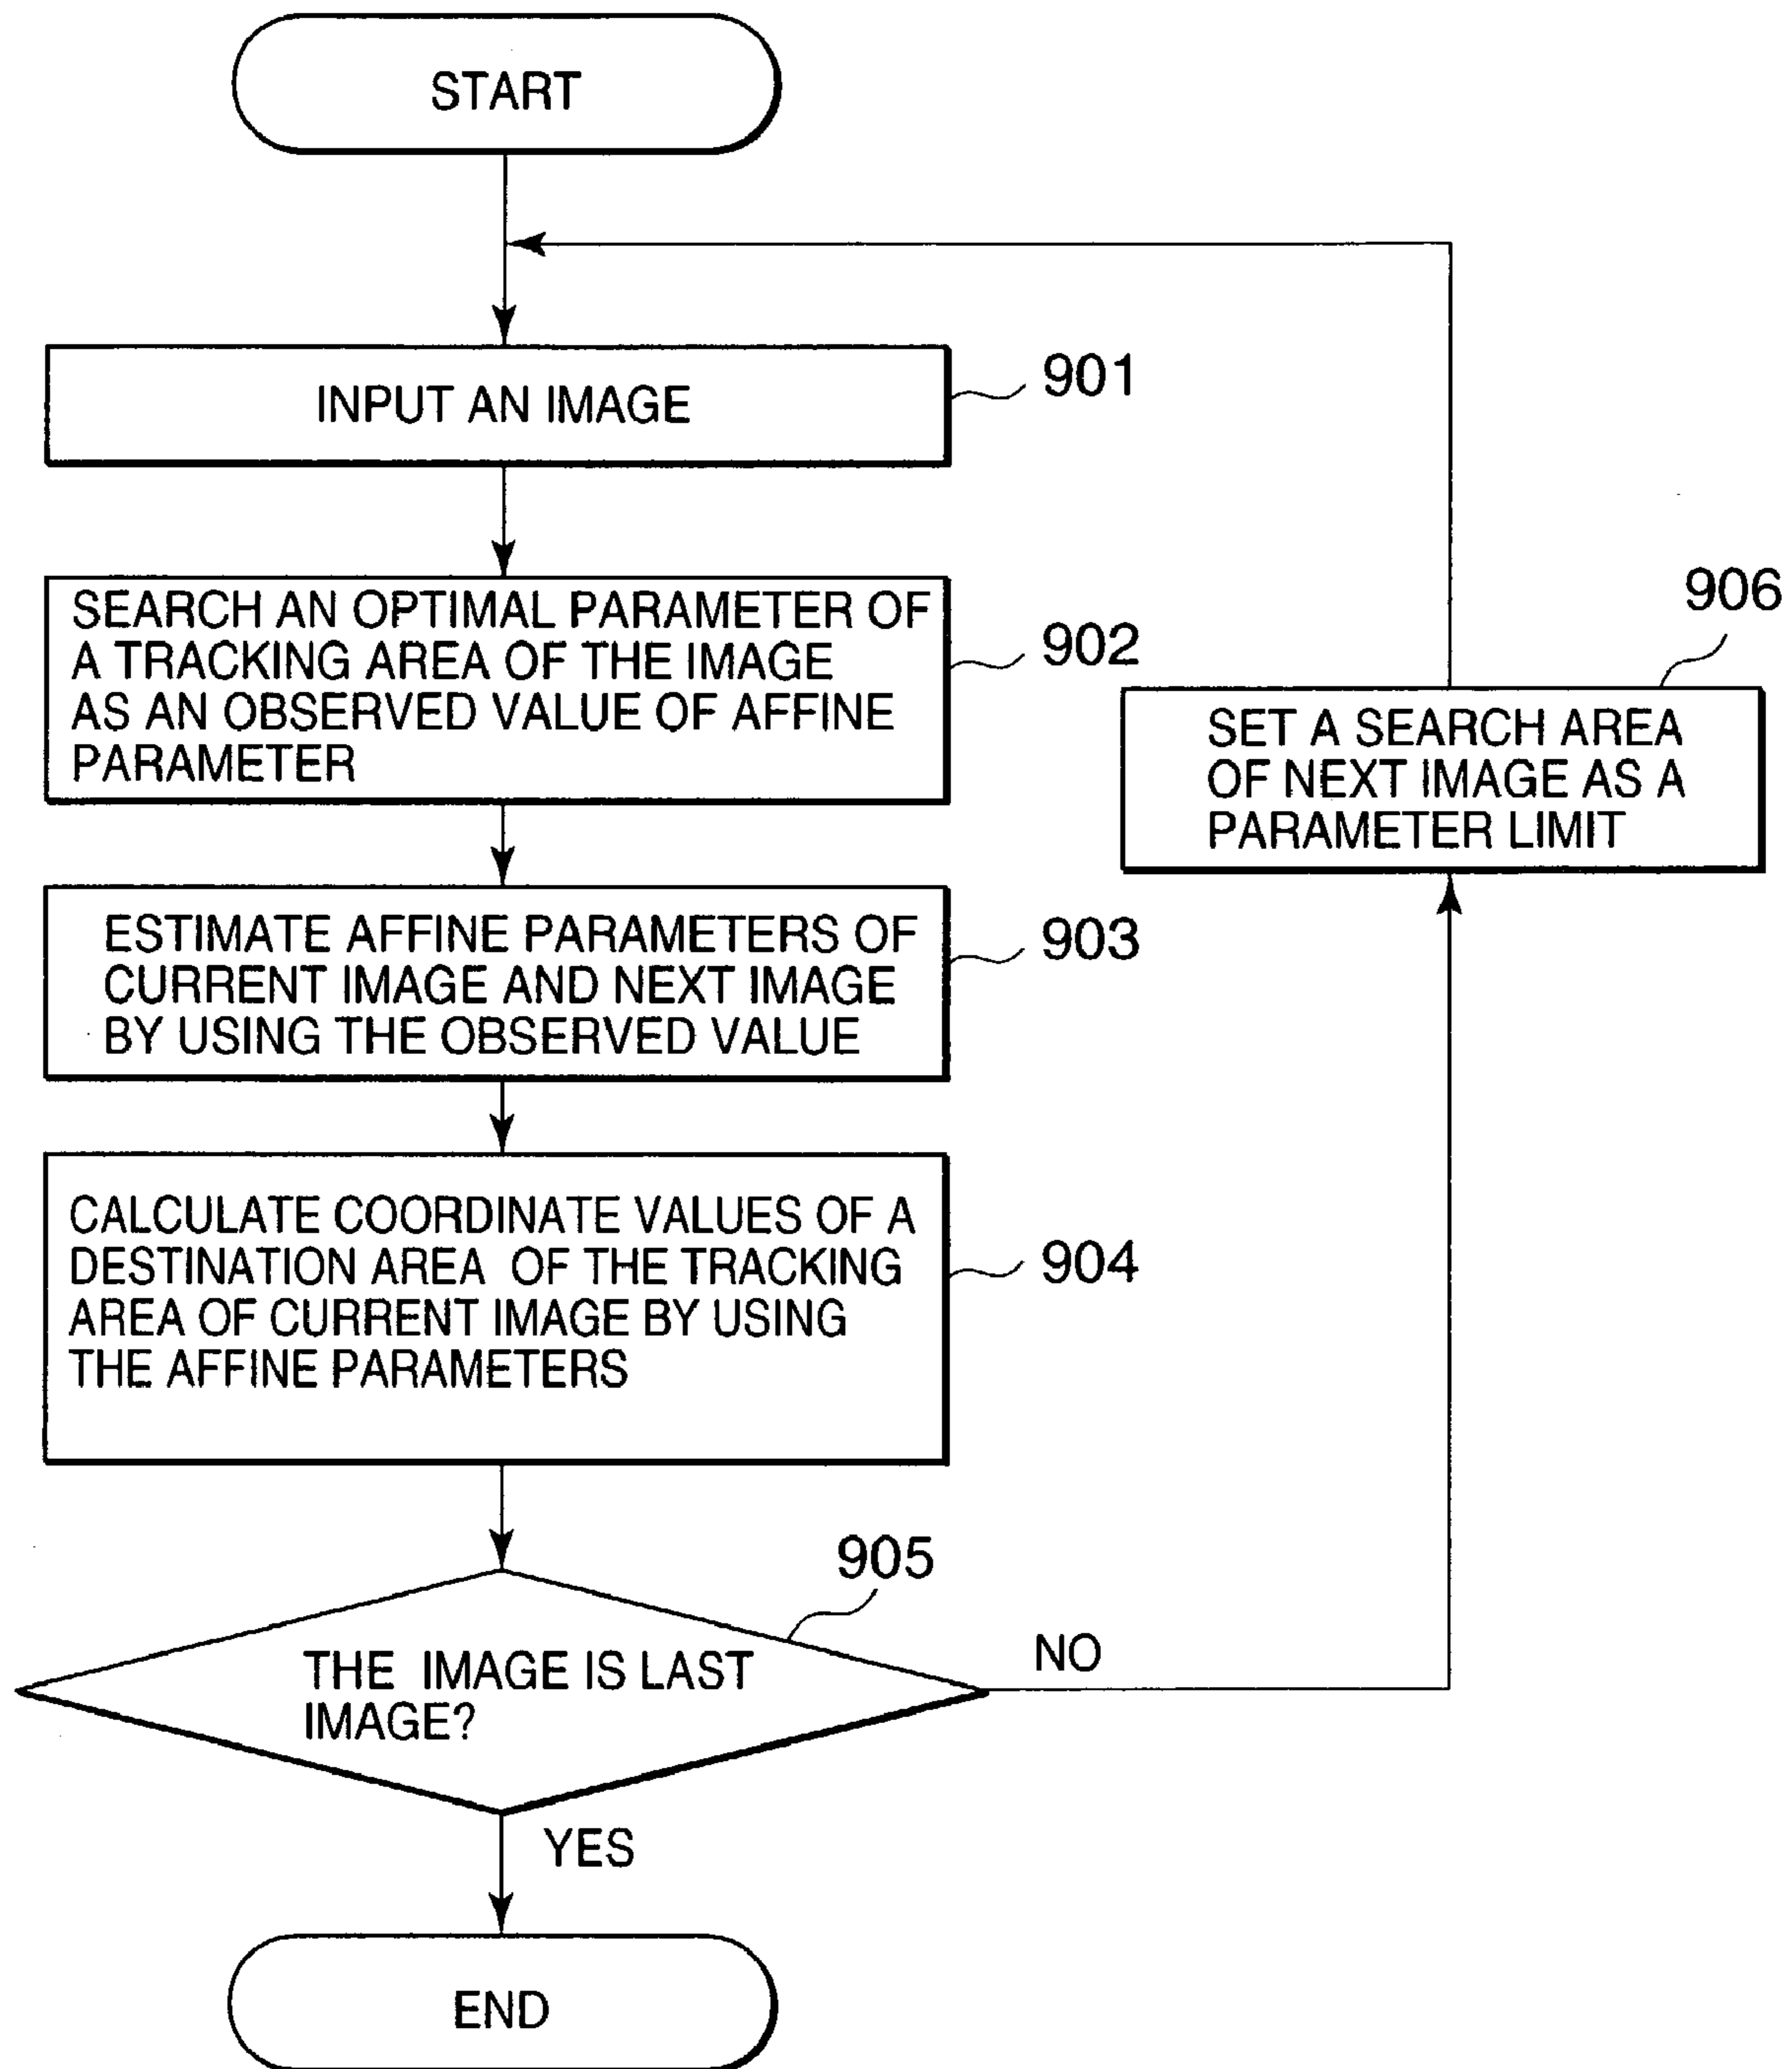 START
INPUT AN IMAGE
901
SEARCH AN OPTIMAL PARAMETER OF
A TRACKING AREA OF THE IMAGE
AS AN OBSERVED VALUE OF AFFINE
PARAMETER
902
906
SET A SEARCH AREA
OF NEXT IMAGE AS A
PARAMETER LIMIT
ESTIMATE AFFINE PARAMETERS OF
CURRENT IMAGE AND NEXT IMAGE
BY USING THE OBSERVED VALUE
903
CALCULATE COORDINATE VALUES OF A
DESTINATION AREA OF THE TRACKING
AREA OF CURRENT IMAGE BY USING
THE AFFINE PARAMETERS
904
905
THE IMAGE IS LAST
IMAGE?
NO
YES
END